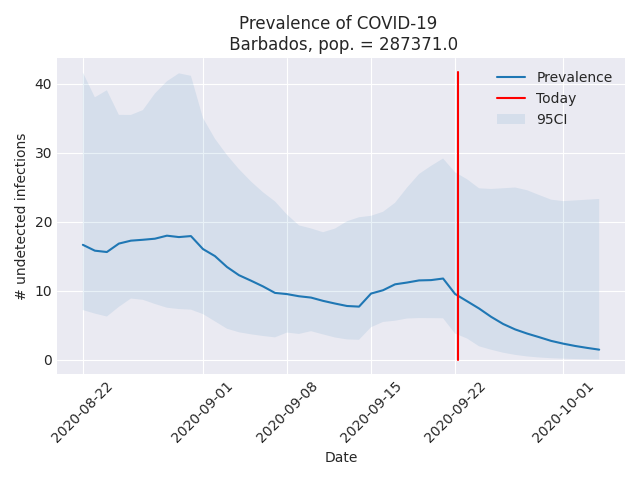 Prevalence of COVID-19
Barbados, pop. = 287371.0
Prevalence
Today
95CI
# undetected infections
40
30
20
10
0
2020-08-22
2020-09-01
2020-09-08
2020-09-15
2020-09-22
2020-10-01
Date